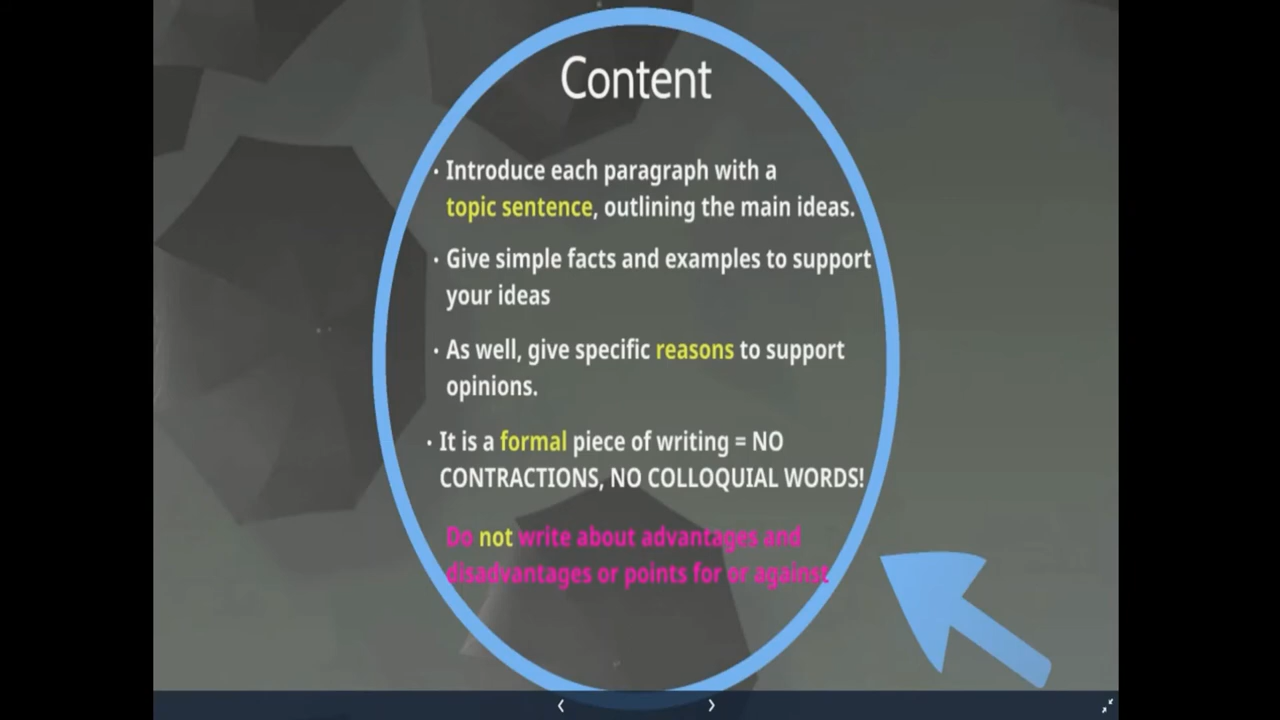 Content
• Introduce each paragraph with a
topic sentence, outlining the main ideas.
• Give simple facts and examples to support
your ideas
• As well, give specific reasons to support
opinions.
• It is a formal piece of writing = NO
CONTRACTIONS, NO COLLOQUIAL WORDS!
Do not write about advantages and
disadvantages or points for or against